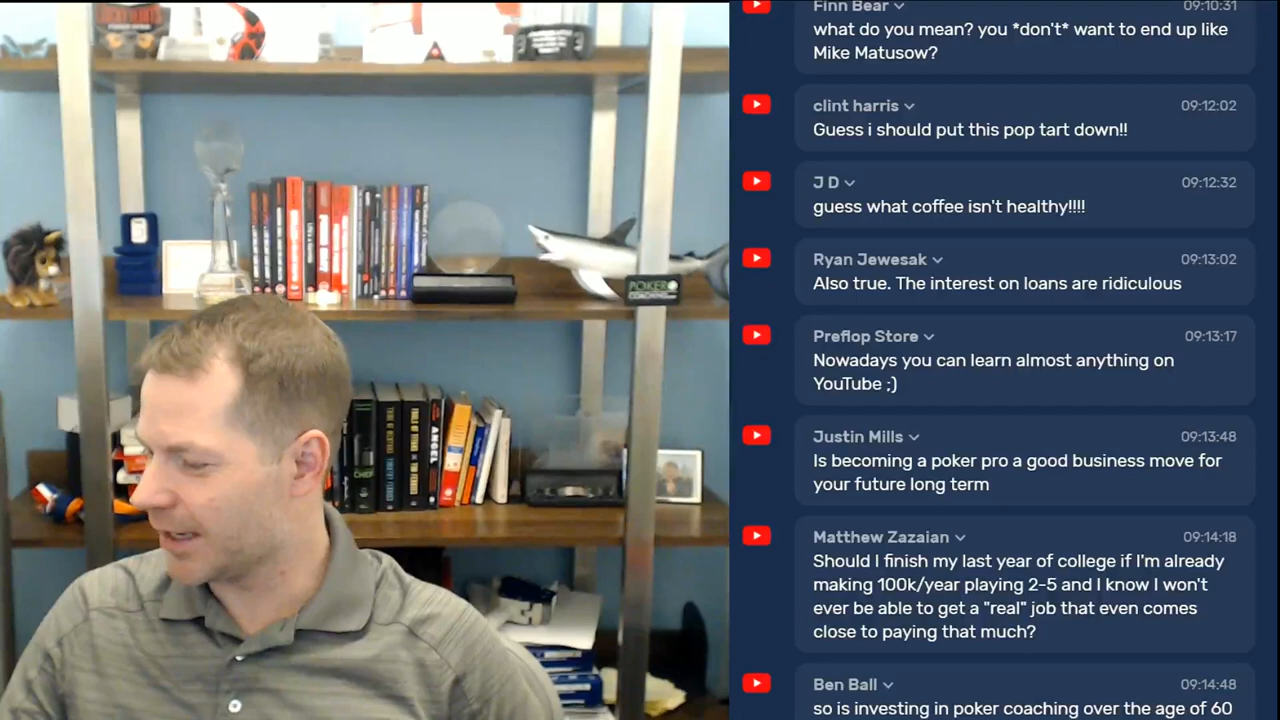 Finn Bear
09:10:31
what do you mean? you *don't* want to end up like
Mike Matusow?
clint harris
09:12:02
Guess i should put this pop tart down!!
J D
09:12:32
guess what coffee isn't healthy!!!!
Ryan Jewesak
09:13:02
Also true. The interest on loans are ridiculous
Preflop Store
09:13:17
Nowadays you can learn almost anything on
YouTube ;)
Justin Mills
09:13:48
Is becoming a poker pro a good business move for
your future long term
Matthew Zazaian
09:14:18
Should I finish my last year of college if I'm already
making 100k/year playing 2-5 and I know I won't
ever be able to get a "real" job that even comes
close to paying that much?
Ben Ball
09:14:48
so is investing in poker coaching over the age of 60
POKER
COACHING
CHIEF
ANGEL